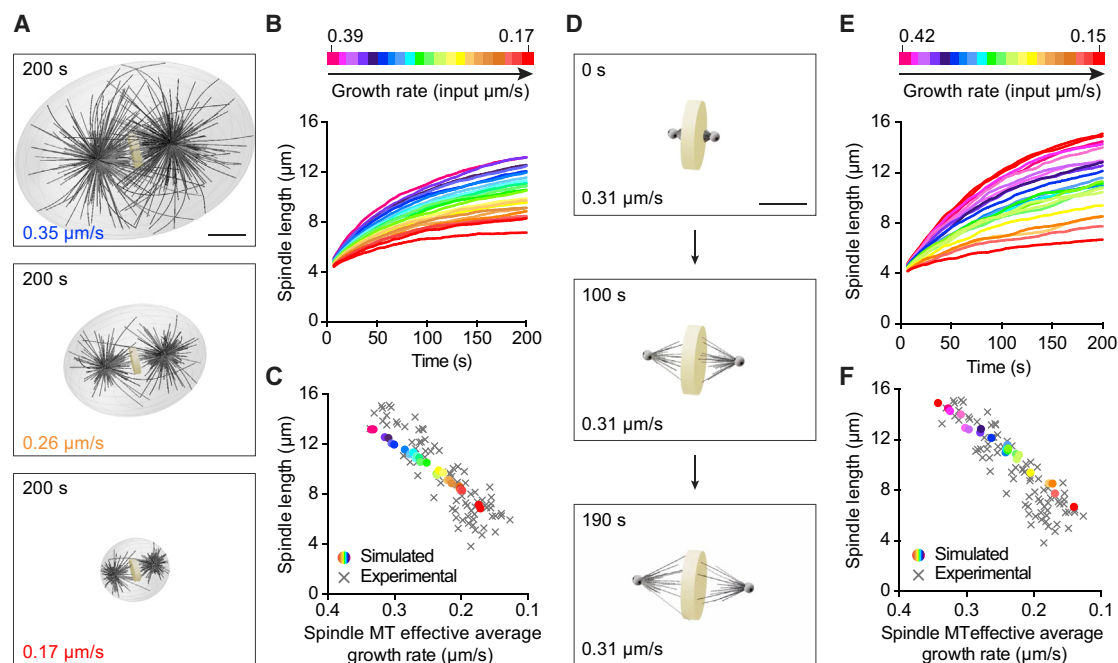 A
200 s
0.35 µm/s
200 s
0.26 µm/s
200 s
0.17 µm/s
B
0.39 0.17
Growth rate (input µm/s)
Spindle length (µm)
16
12
8
4
0
0 50 100 150 200
Time (s)
C
Spindle length (µm)
16
12
8
4
0
Simulated
Experimental
0.4 0.3 0.2 0.1
Spindle MT effective average
growth rate (µm/s)
D
0 s
0.31 µm/s
100 s
0.31 µm/s
190 s
0.31 µm/s
E
0.42 0.15
Growth rate (input µm/s)
Spindle length (µm)
16
12
8
4
0
0 50 100 150 200
Time (s)
F
Spindle length (µm)
16
12
8
4
0
Simulated
Experimental
0.4 0.3 0.2 0.1
Spindle MTeffective average
growth rate (µm/s)